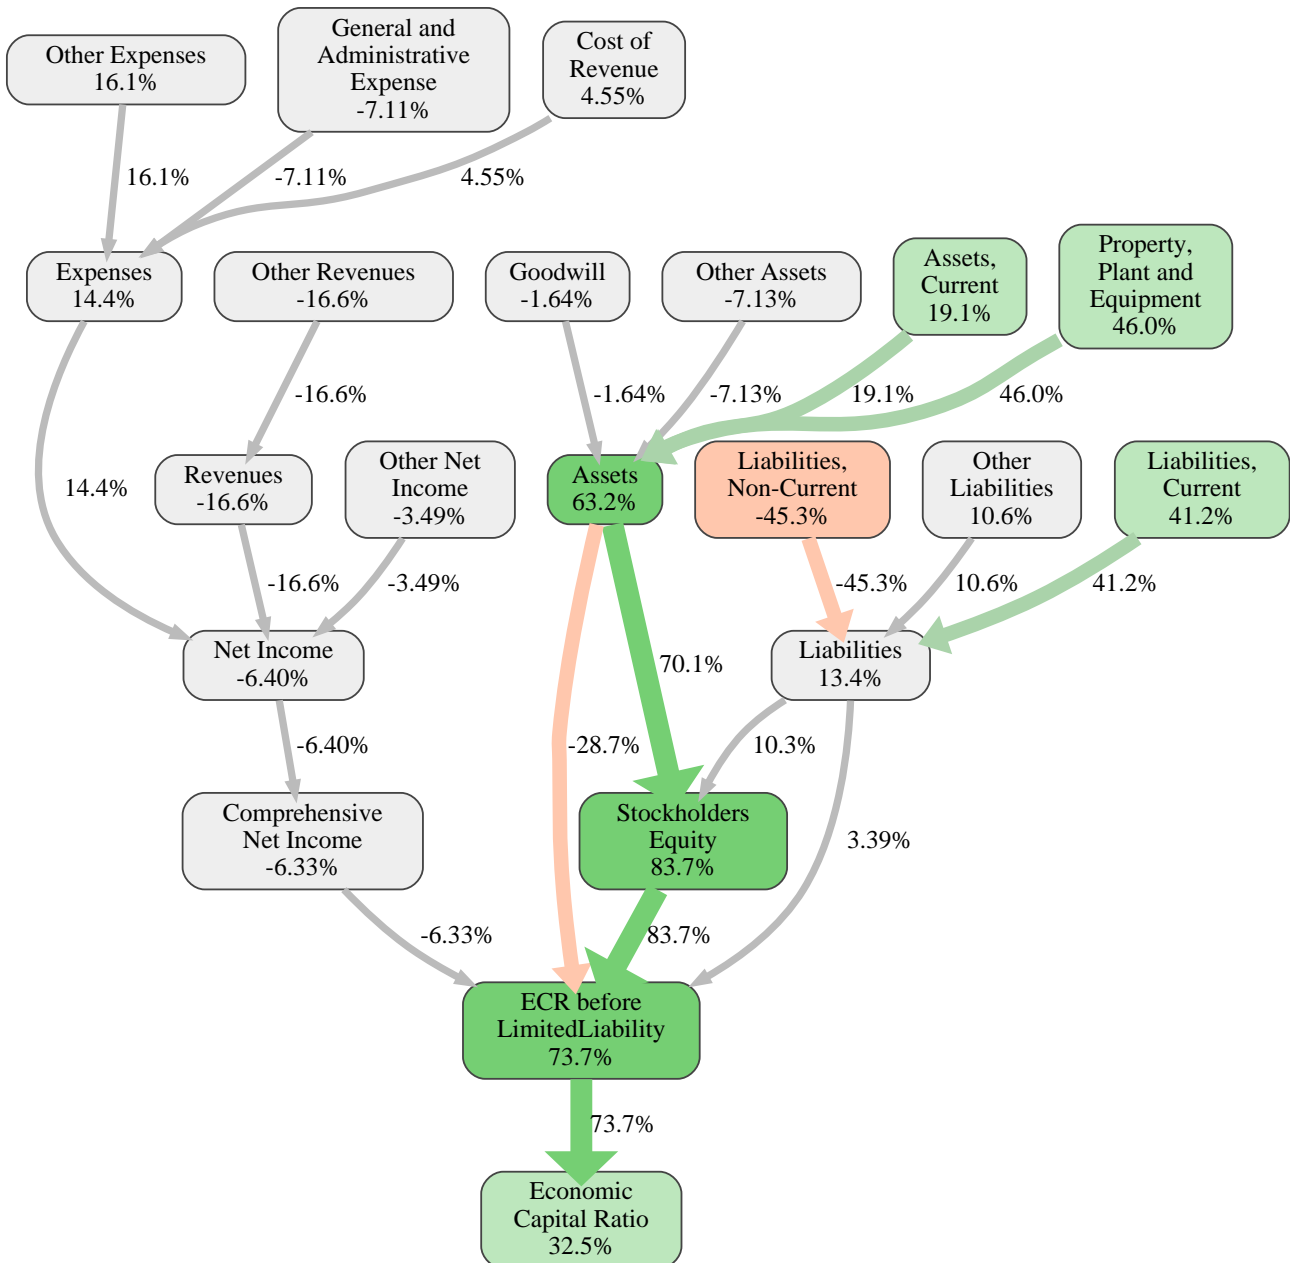 Other Expenses
16.1%
General and
Administrative
Expense
-7.11%
Cost of
Revenue
4.55%
16.1%
-7.11%
4.55%
Expenses
14.4%
Other Revenues
-16.6%
Goodwill
-1.64%
Other Assets
-7.13%
Assets,
Current
19.1%
Property,
Plant and
Equipment
46.0%
-16.6%
-1.64%
-7.13%
19.1%
46.0%
14.4%
Revenues
-16.6%
Other Net
Income
-3.49%
Assets
63.2%
Liabilities,
Non-Current
-45.3%
Other
Liabilities
10.6%
Liabilities,
Current
41.2%
-16.6%
-3.49%
-45.3%
10.6%
41.2%
Net Income
-6.40%
70.1%
Liabilities
13.4%
-6.40%
-28.7%
10.3%
Comprehensive
Net Income
-6.33%
Stockholders
Equity
83.7%
3.39%
-6.33%
83.7%
ECR before
LimitedLiability
73.7%
73.7%
Economic
Capital Ratio
32.5%